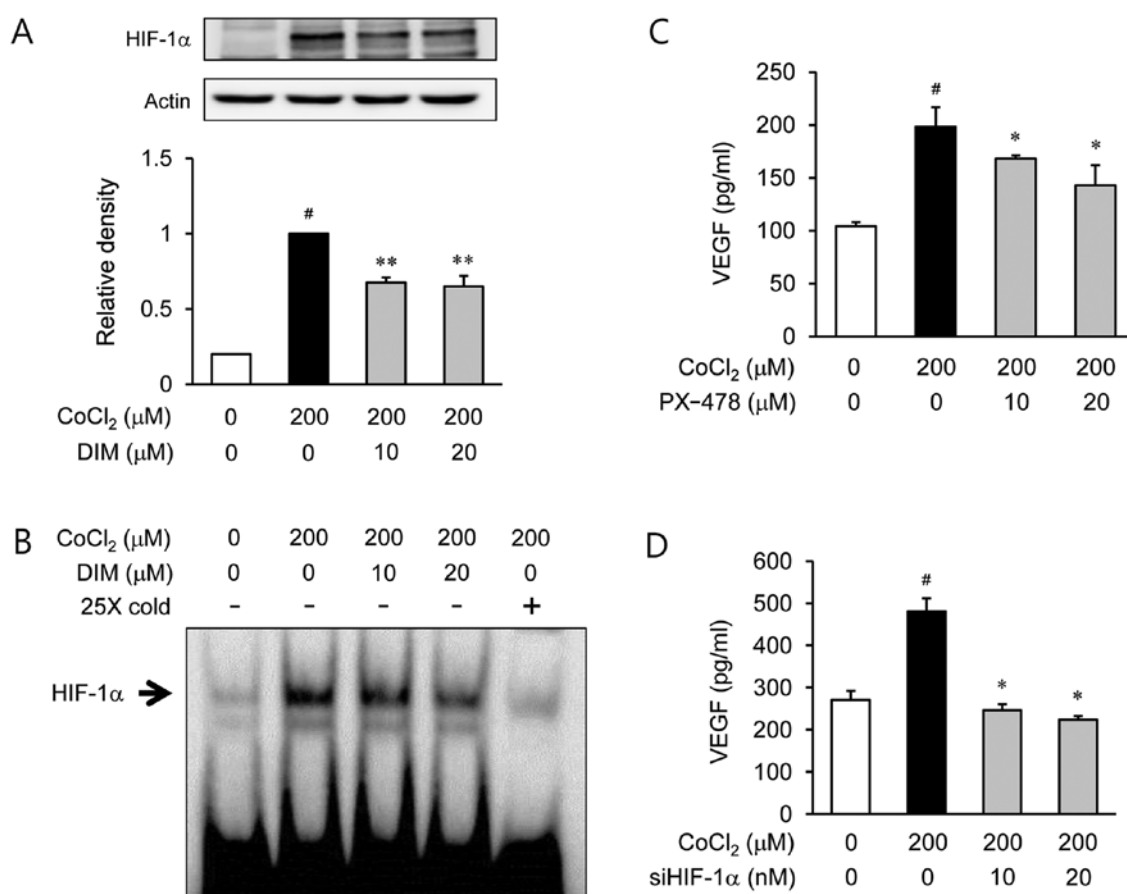 A
HIF-1α
Actin
Relative density
1.5
1
0.5
0
#
**
**
CoCl₂ (μM) 0 200 200 200
DIM (μM) 0 0 10 20
B
CoCl₂ (μM) 0 200 200 200 200
DIM (μM) 0 0 10 20 0
25X cold - - - - +
HIF-1α
C
VEGF (pg/ml)
250
200
150
100
50
0
#
*
*
CoCl₂ (μM) 0 200 200 200
PX-478 (μM) 0 0 10 20
D
VEGF (pg/ml)
600
500
400
300
200
100
0
#
*
*
CoCl₂ (μM) 0 200 200 200
siHIF-1α (nM) 0 0 10 20